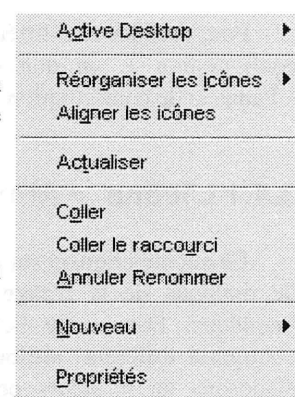 Active Desktop
Réorganiser les icônes
Aligner les icônes
Actualiser
Coller
Coller le raccourci
Annuler Renommer
Nouveau
Propriétés